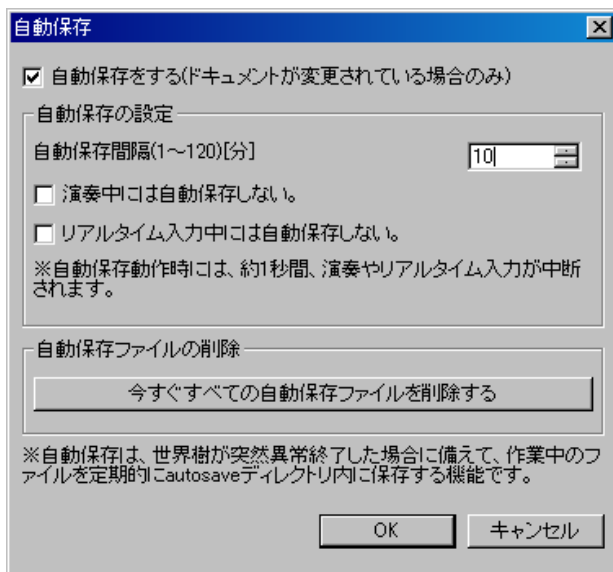 自動保存
自動保存をする(ドキュメントが変更されている場合のみ)
自動保存の設定
自動保存間隔(1～120)[分]
10
演奏中には自動保存しない。
リアルタイム入力中には自動保存しない。
※自動保存動作時には、約1秒間、演奏やリアルタイム入力が中断
されます。
自動保存ファイルの削除
今すぐすべての自動保存ファイルを削除する
※自動保存は、世界樹が突然異常終了した場合に備えて、作業中のフ
ァイルを定期的にautosaveディレクトリ内に保存する機能です。
OK
キャンセル